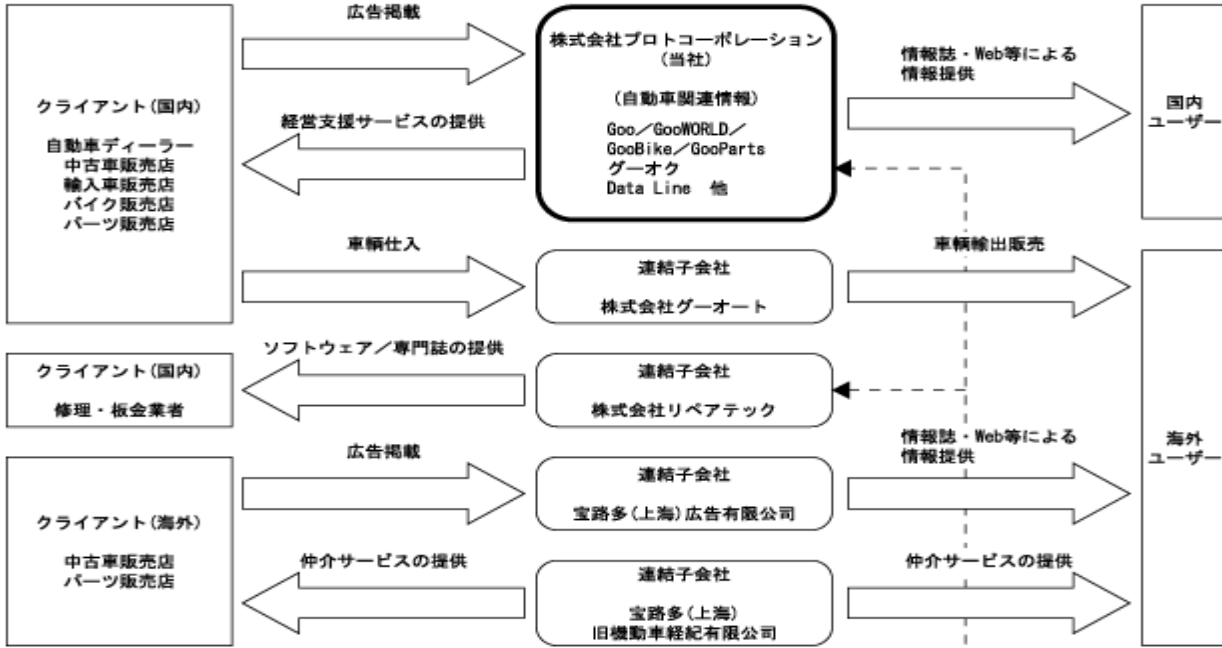 広告掲載
株式会社プロトコーポレーション
(当社)
(自動車関連情報)
Goo／GooWORLD／
GooBike／GooParts
グーオク
Data Line 他
情報誌・Web等による
情報提供
国内
ユーザー
クライアント(国内)
自動車ディーラー
中古車販売店
輸入車販売店
バイク販売店
パーツ販売店
経営支援サービスの提供
車輌仕入
連結子会社
株式会社グーオート
車輌輸出販売
クライアント(国内)
修理・板金業者
ソフトウェア／専門誌の提供
連結子会社
株式会社リペアテック
海外
ユーザー
クライアント(海外)
中古車販売店
パーツ販売店
広告掲載
連結子会社
宝路多(上海)広告有限公司
情報誌・Web等による
情報提供
仲介サービスの提供
連結子会社
宝路多(上海)
旧機動車経紀有限公司
仲介サービスの提供